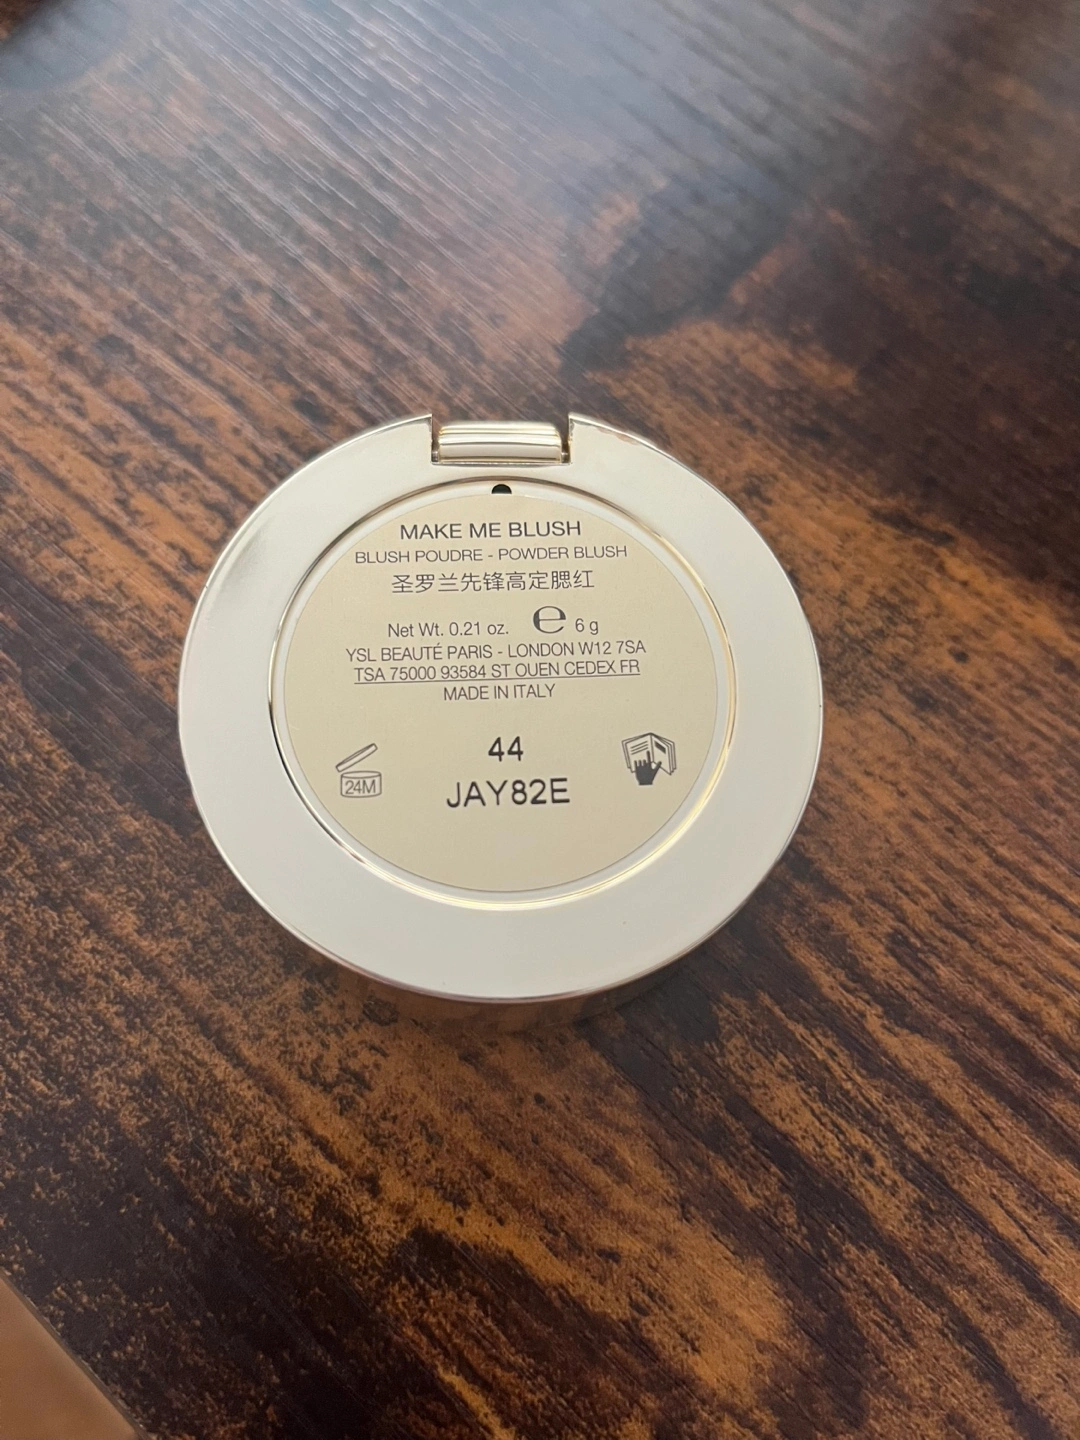 MAKE ME BLUSH
BLUSH POUDRE - POWDER BLUSH
圣罗兰先锋高定腮红
Net Wt. 0.21 oz. ℮ 6 g
YSL BEAUTÉ PARIS - LONDON W12 7SA
TSA 75000 93584 ST OUEN CEDEX FR
MADE IN ITALY
44
24M
JAY82E